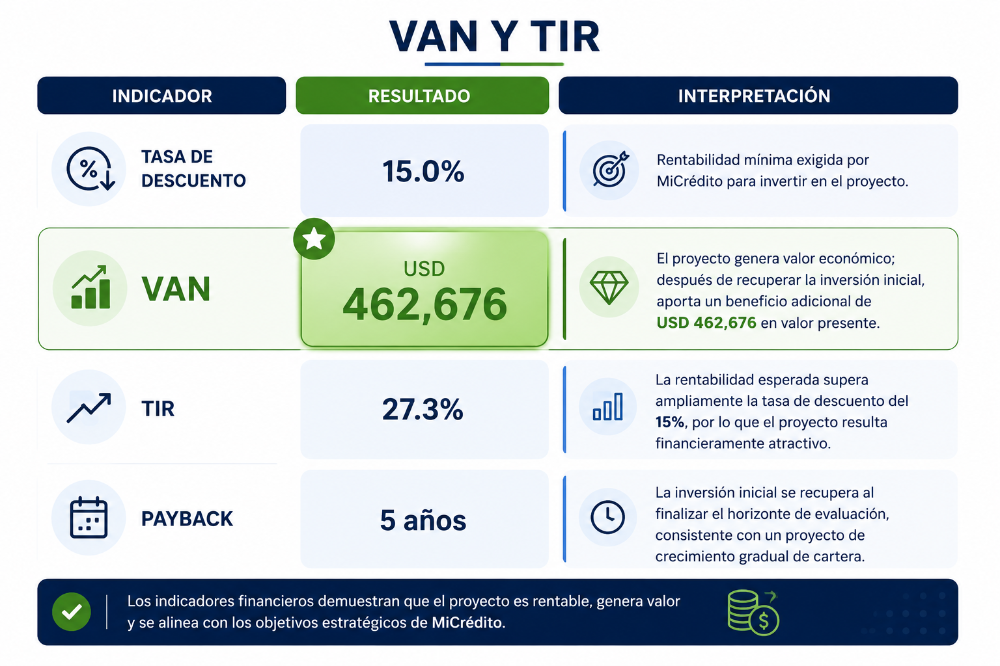 VAN Y TIR
INDICADOR
RESULTADO
INTERPRETACIÓN
%
TASA DE
DESCUENTO
15.0%
Rentabilidad mínima exigida por
MiCrédito para invertir en el proyecto.
VAN
USD
462,676
El proyecto genera valor económico;
después de recuperar la inversión inicial,
aporta un beneficio adicional de
USD 462,676 en valor presente.
TIR
27.3%
La rentabilidad esperada supera
ampliamente la tasa de descuento del
15%, por lo que el proyecto resulta
financieramente atractivo.
PAYBACK
5 años
La inversión inicial se recupera al
finalizar el horizonte de evaluación,
consistente con un proyecto de
crecimiento gradual de cartera.
Los indicadores financieros demuestran que el proyecto es rentable, genera valor
y se alinea con los objetivos estratégicos de MiCrédito.
$